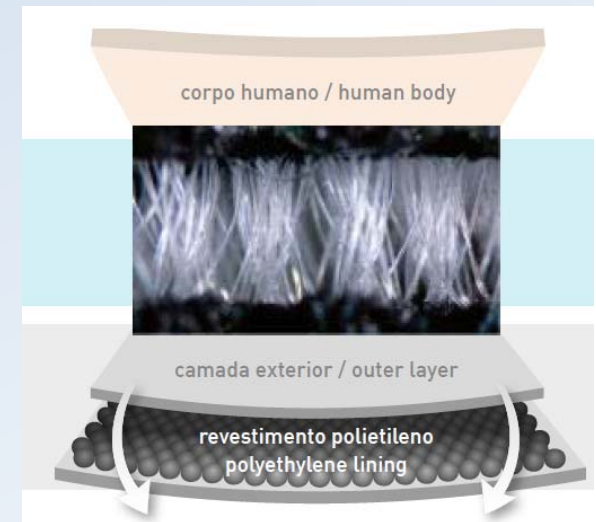 corpo humano / human body
camada exterior / outer layer
revestimento polietileno
polyethylene lining